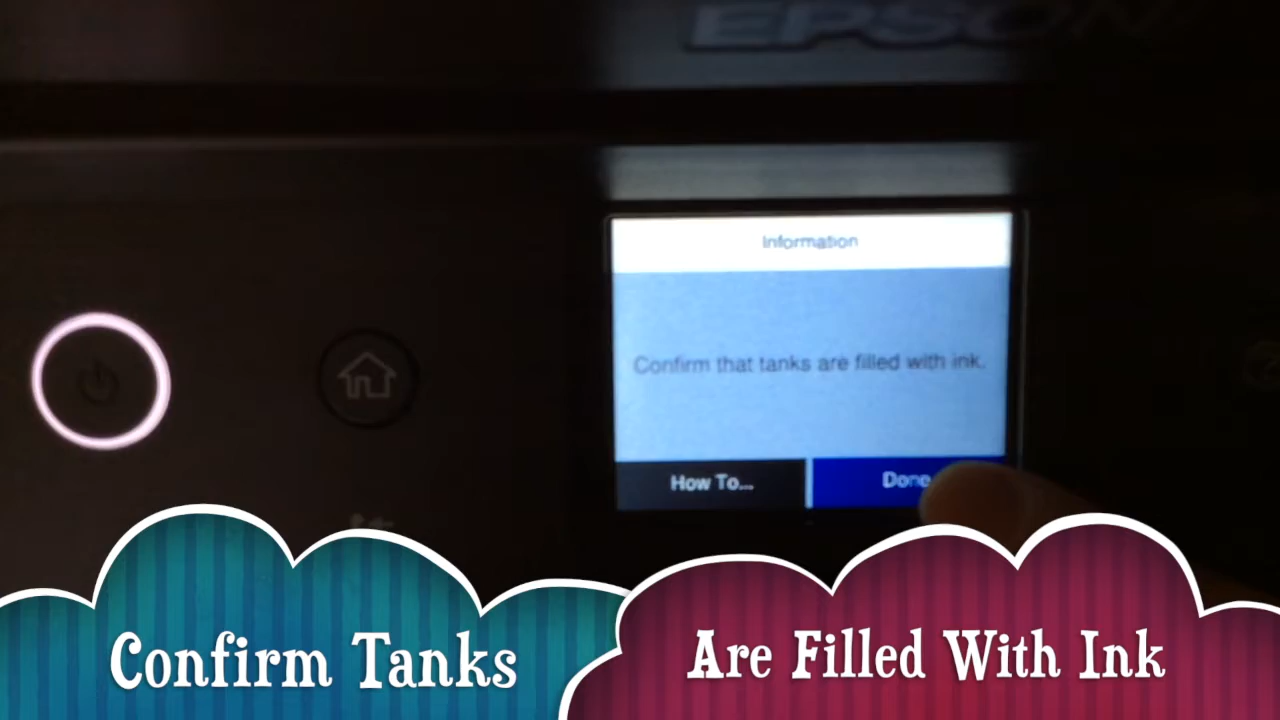 EPSON
Information
Confirm that tanks are filled with ink.
How To...
Done
Confirm Tanks
Are Filled With Ink